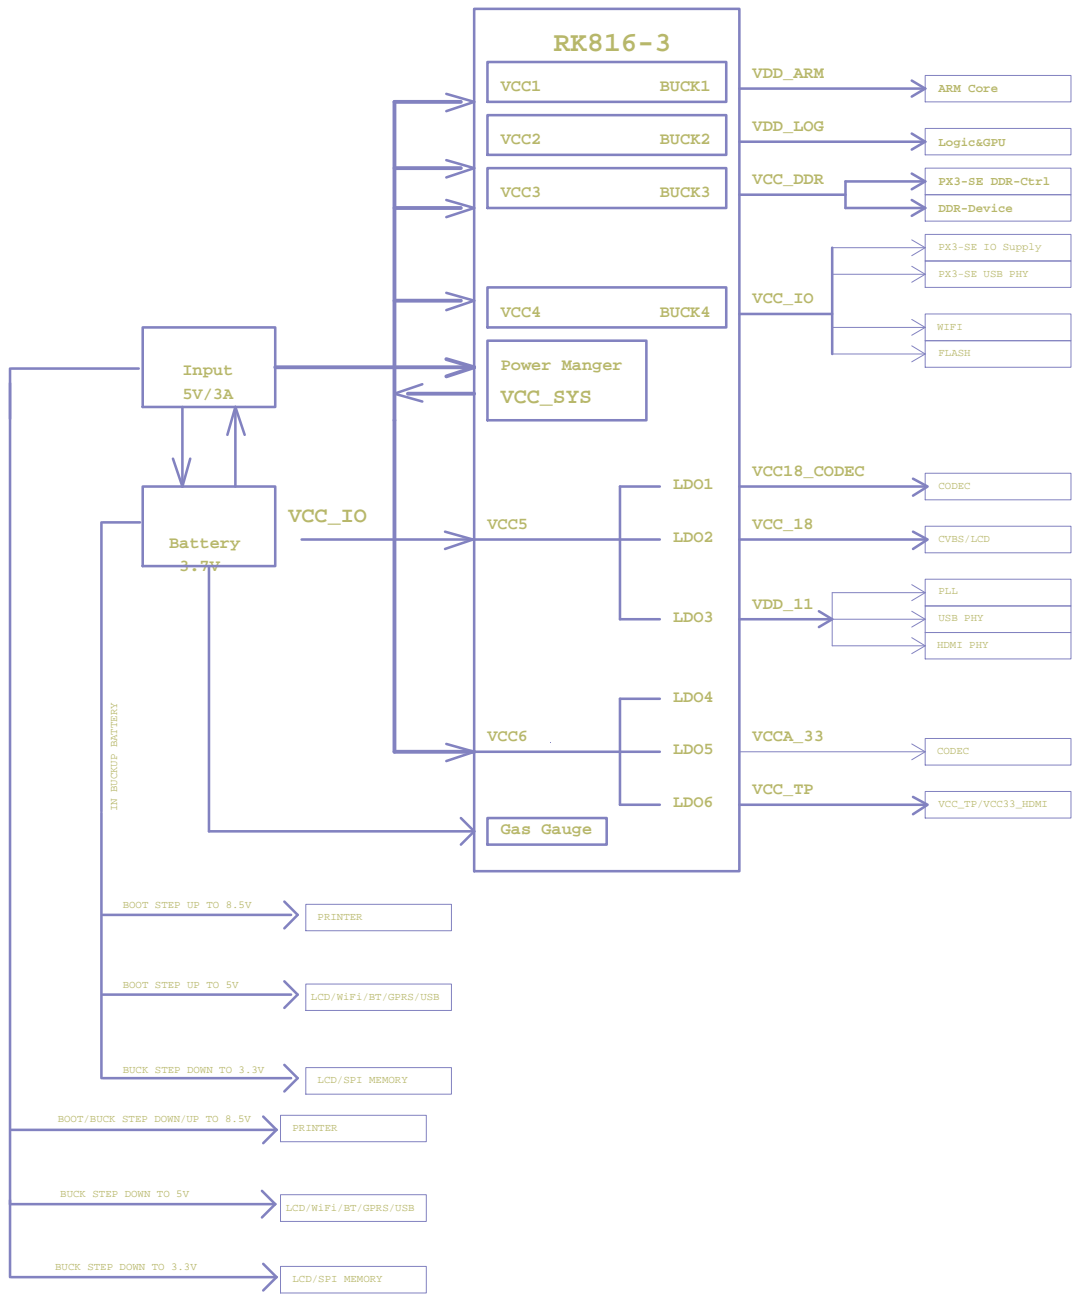 RK816-3
VCC1 BUCK1 VDD_ARM ARM Core
VCC2 BUCK2 VDD_LOG Logic&GPU
VCC3 BUCK3 VCC_DDR PX3-SE DDR-Ctrl
DDR-Device
PX3-SE IO Supply
PX3-SE USB PHY
VCC4 BUCK4 VCC_IO
WIFI
FLASH
Input
5V/3A
Power Manger
VCC_SYS
Battery
3.7V
VCC_IO
VCC5
LDO1 VCC18_CODEC CODEC
LDO2 VCC_18 CVBS/LCD
LDO3 VDD_11 PLL
USB PHY
HDMI PHY
LDO4
VCC6 LDO5 VCCA_33 CODEC
LDO6 VCC_TP VCC_TP/VCC33_HDMI
Gas Gauge
IN BUCKUP BATTERY
BOOT STEP UP TO 8.5V PRINTER
BOOT STEP UP TO 5V LCD/WiFi/BT/GPRS/USB
BUCK STEP DOWN TO 3.3V LCD/SPI MEMORY
BOOT/BUCK STEP DOWN/UP TO 8.5V PRINTER
BUCK STEP DOWN TO 5V LCD/WiFi/BT/GPRS/USB
BUCK STEP DOWN TO 3.3V LCD/SPI MEMORY